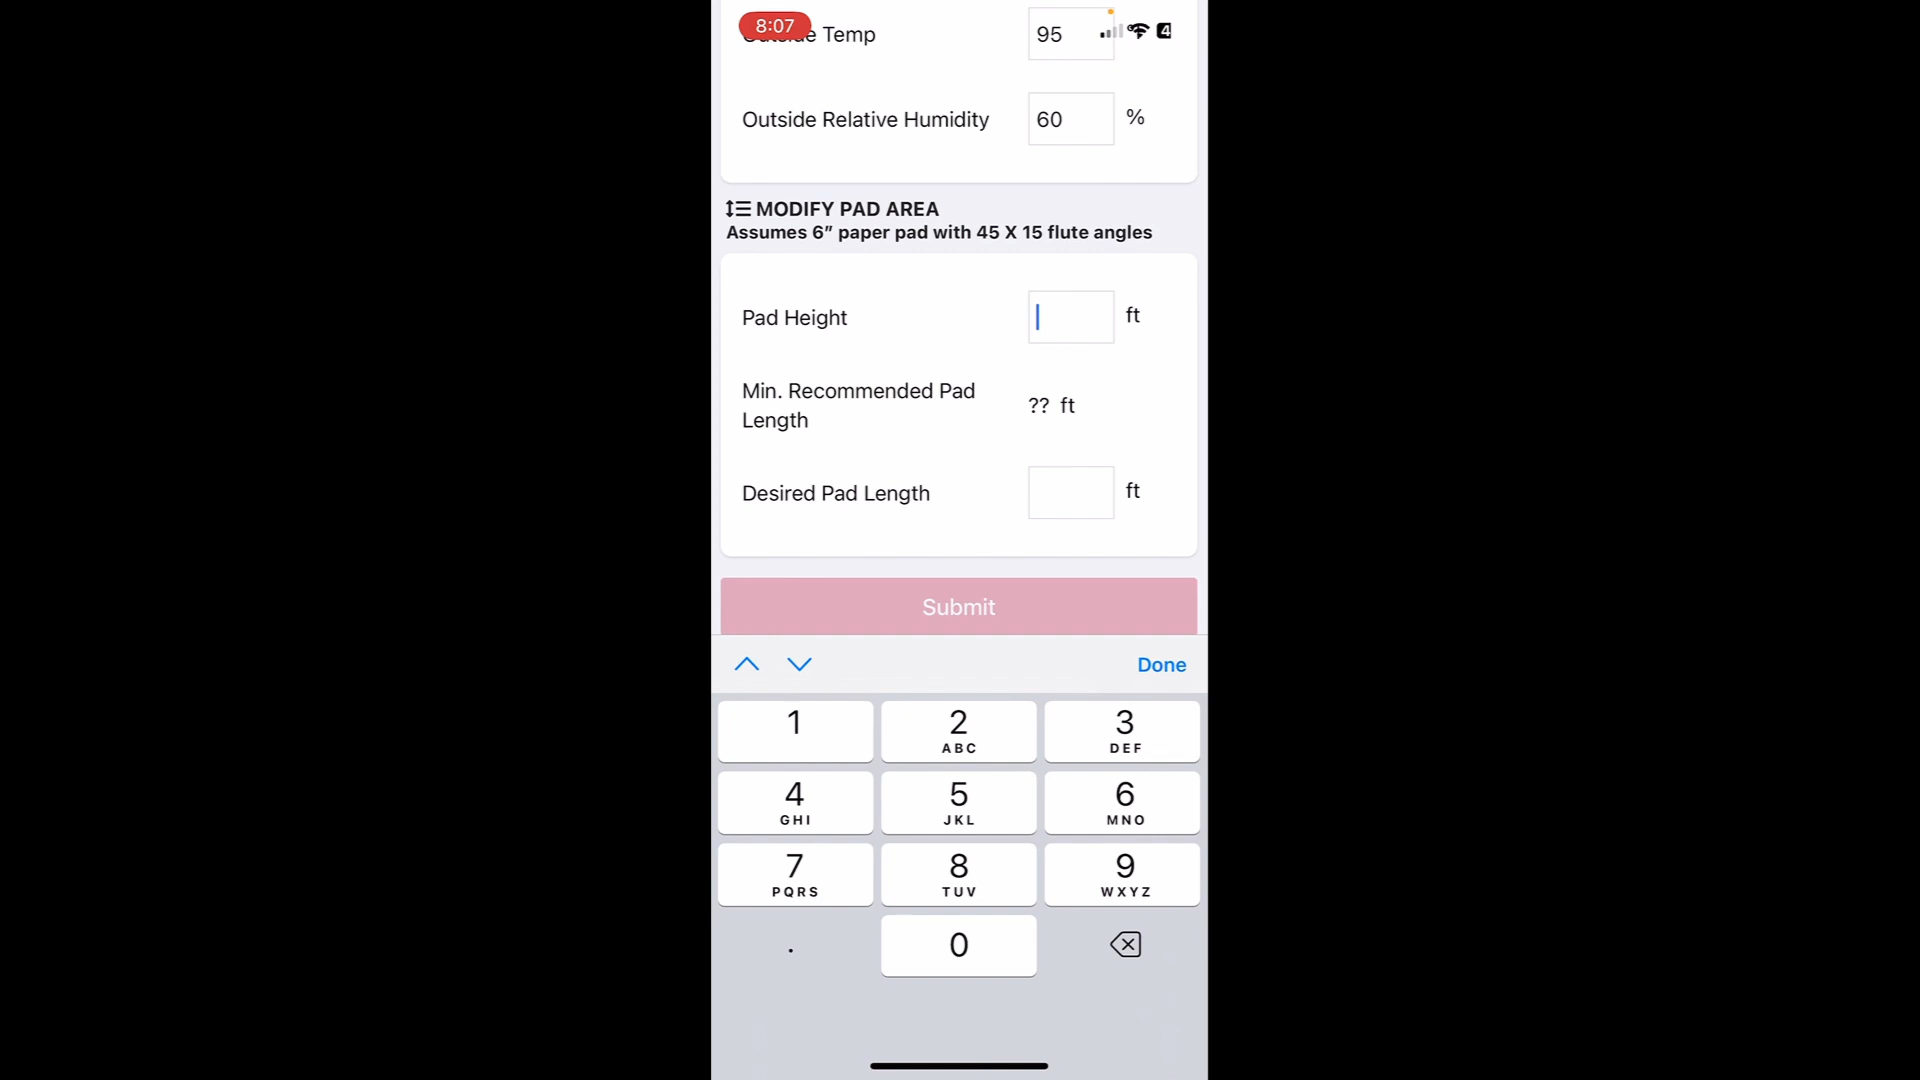 8:07
Temp
95
4
Outside Relative Humidity
60
%
MODIFY PAD AREA
Assumes 6” paper pad with 45 X 15 flute angles
Pad Height
ft
Min. Recommended Pad
Length
?? ft
Desired Pad Length
ft
Submit
Done
1
2
ABC
3
DEF
4
GHI
5
JKL
6
MNO
7
PQRS
8
TUV
9
WXYZ
.
0